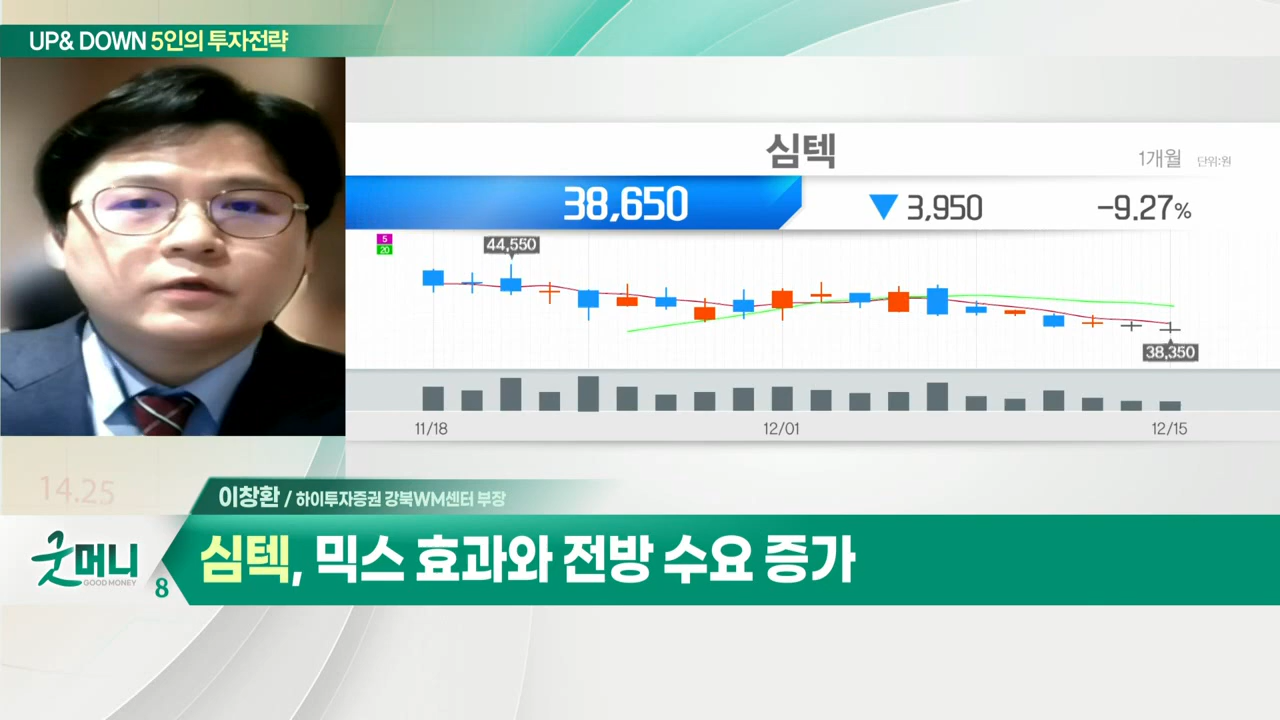 UP& DOWN 5인의 투자전략
심텍
1개월 단위:원
38,650 ▼ 3,950 -9.27%
5
20
44,550
38,350
11/18 12/01 12/15
14.25
이창환 / 하이투자증권 강북WM센터 부장
굿머니
GOOD MONEY
8
심텍, 믹스 효과와 전방 수요 증가